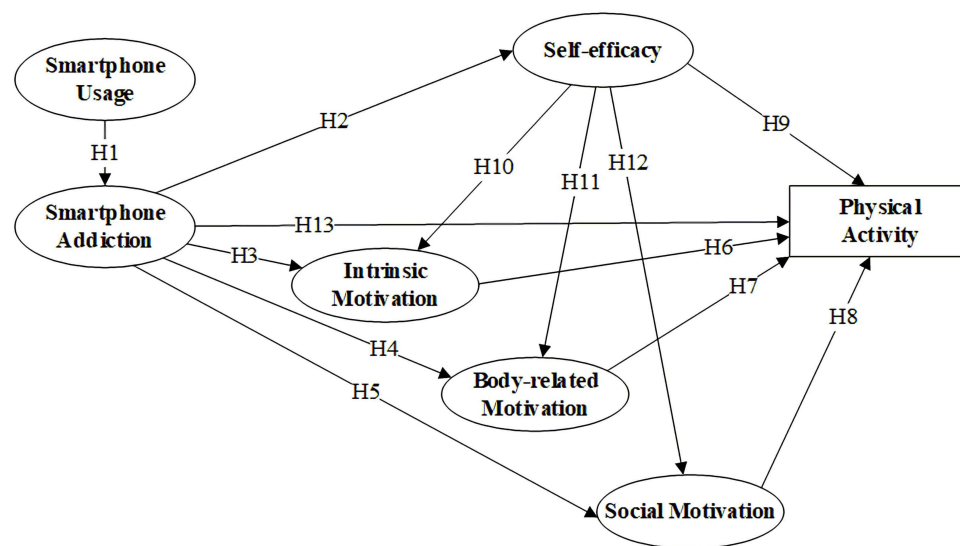 Self-efficacy
Smartphone
Usage
H2
H9
H1
H10
H12
H11
Smartphone
Addiction
H13
Physical
Activity
H3
H6
Intrinsic
Motivation
H7
H8
H4
H5
Body-related
Motivation
Social Motivation